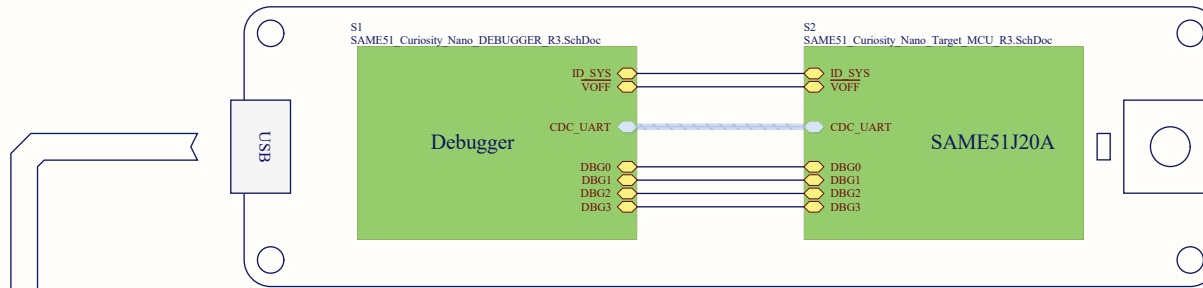 S1
SAME51_Curiosity_Nano_DEBUGGER_R3.SchDoc
S2
SAME51_Curiosity_Nano_Target_MCU_R3.SchDoc
ID_SYS
VOFF
CDC_UART
DBG0
DBG1
DBG2
DBG3
Debugger
ID_SYS
VOFF
CDC_UART
DBG0
DBG1
DBG2
DBG3
SAME51J20A
USB